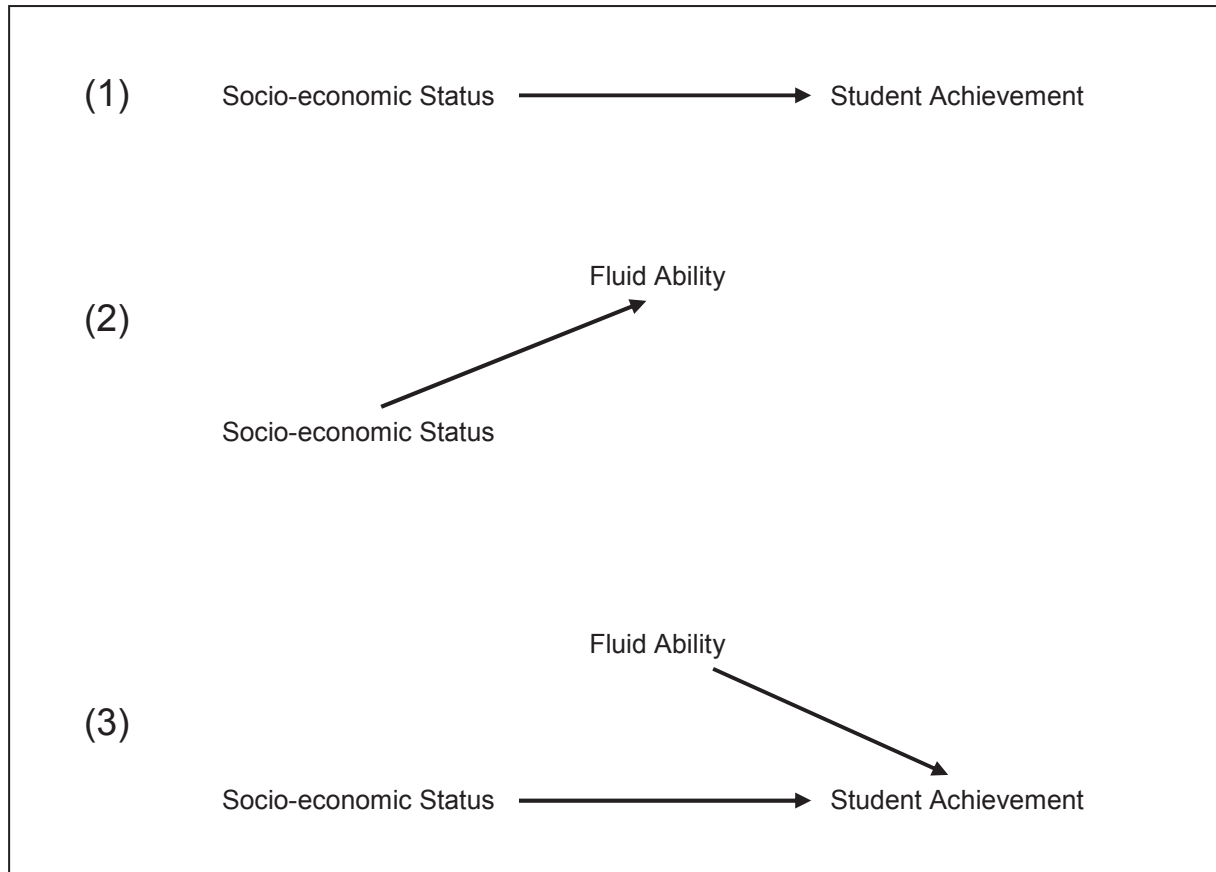 (1) Socio-economic Status Student Achievement
Fluid Ability
(2)
Socio-economic Status
Fluid Ability
(3)
Socio-economic Status Student Achievement